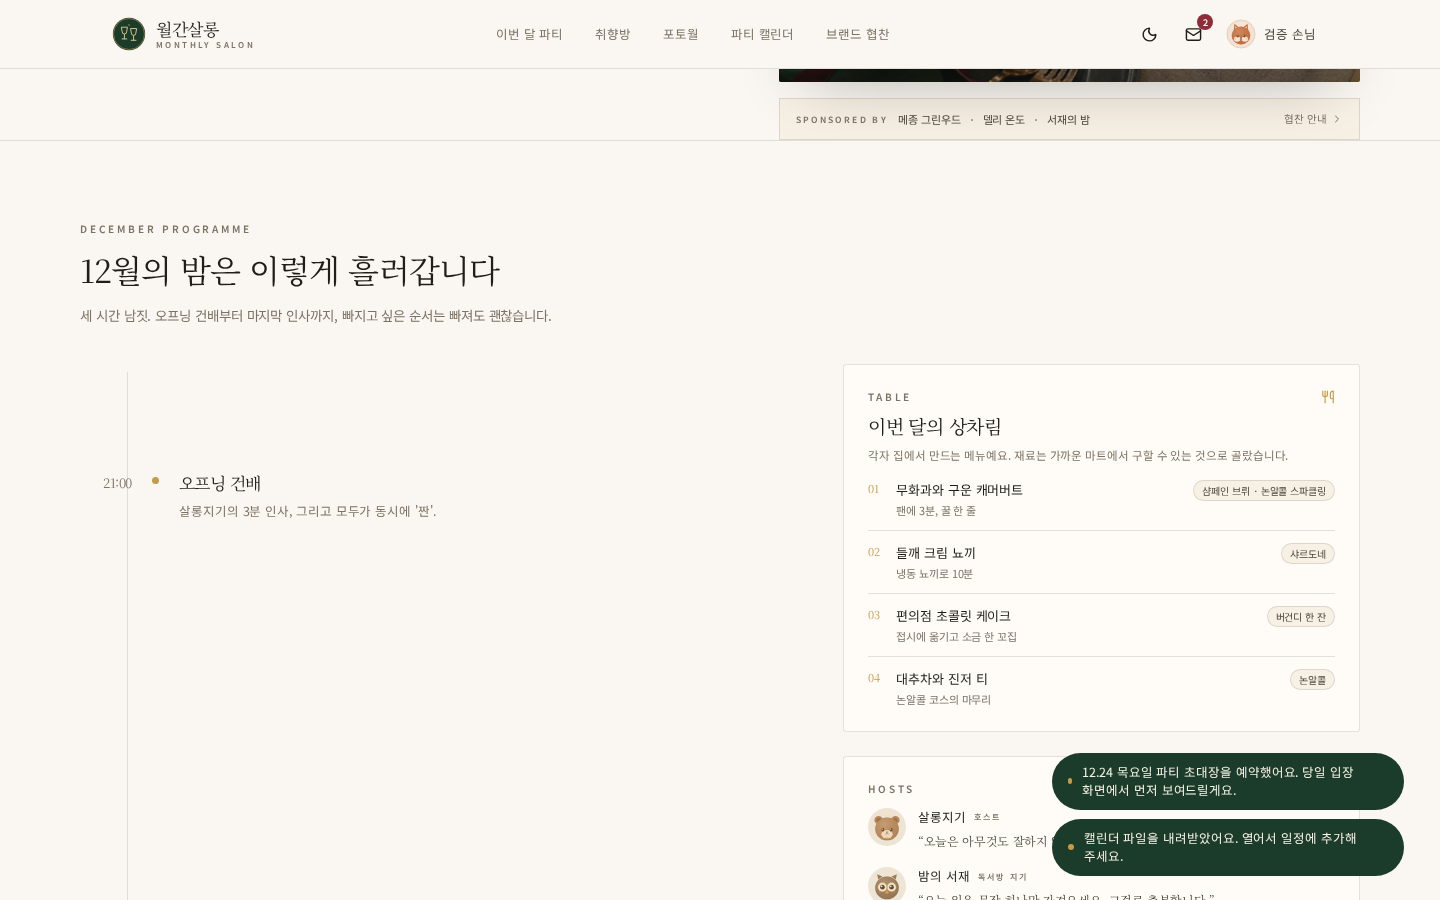 월간살롱
MONTHLY SALON
이번 달 파티
취향방
포토월
파티 캘린더
브랜드 협찬
2
검증 손님
SPONSORED BY 메종 그린우드 · 델리 온도 · 서재의 밤
협찬 안내
DECEMBER PROGRAMME
12월의 밤은 이렇게 흘러갑니다
세 시간 남짓. 오프닝 건배부터 마지막 인사까지, 빠지고 싶은 순서는 빠져도 괜찮습니다.
21:00
오프닝 건배
살롱지기의 3분 인사, 그리고 모두가 동시에 '짠'.
TABLE
이번 달의 상차림
각자 집에서 만드는 메뉴예요. 재료는 가까운 마트에서 구할 수 있는 것으로 골랐습니다.
01 무화과와 구운 캐머버트 샴페인 브뤼 · 논알콜 스파클링
팬에 3분, 꿀 한 줄
02 들깨 크림 뇨끼 샤르도네
냉동 뇨끼로 10분
03 편의점 초콜릿 케이크 버건디 한 잔
접시에 옮기고 소금 한 꼬집
04 대추차와 진저 티 논알콜
논알콜 코스의 마무리
HOSTS
살롱지기 호스트
“오늘은 아무것도 잘하지
밤의 서재 독서방 지기
12.24 목요일 파티 초대장을 예약했어요. 당일 입장
화면에서 먼저 보여드릴게요.
캘린더 파일을 내려받았어요. 열어서 일정에 추가해
주세요.